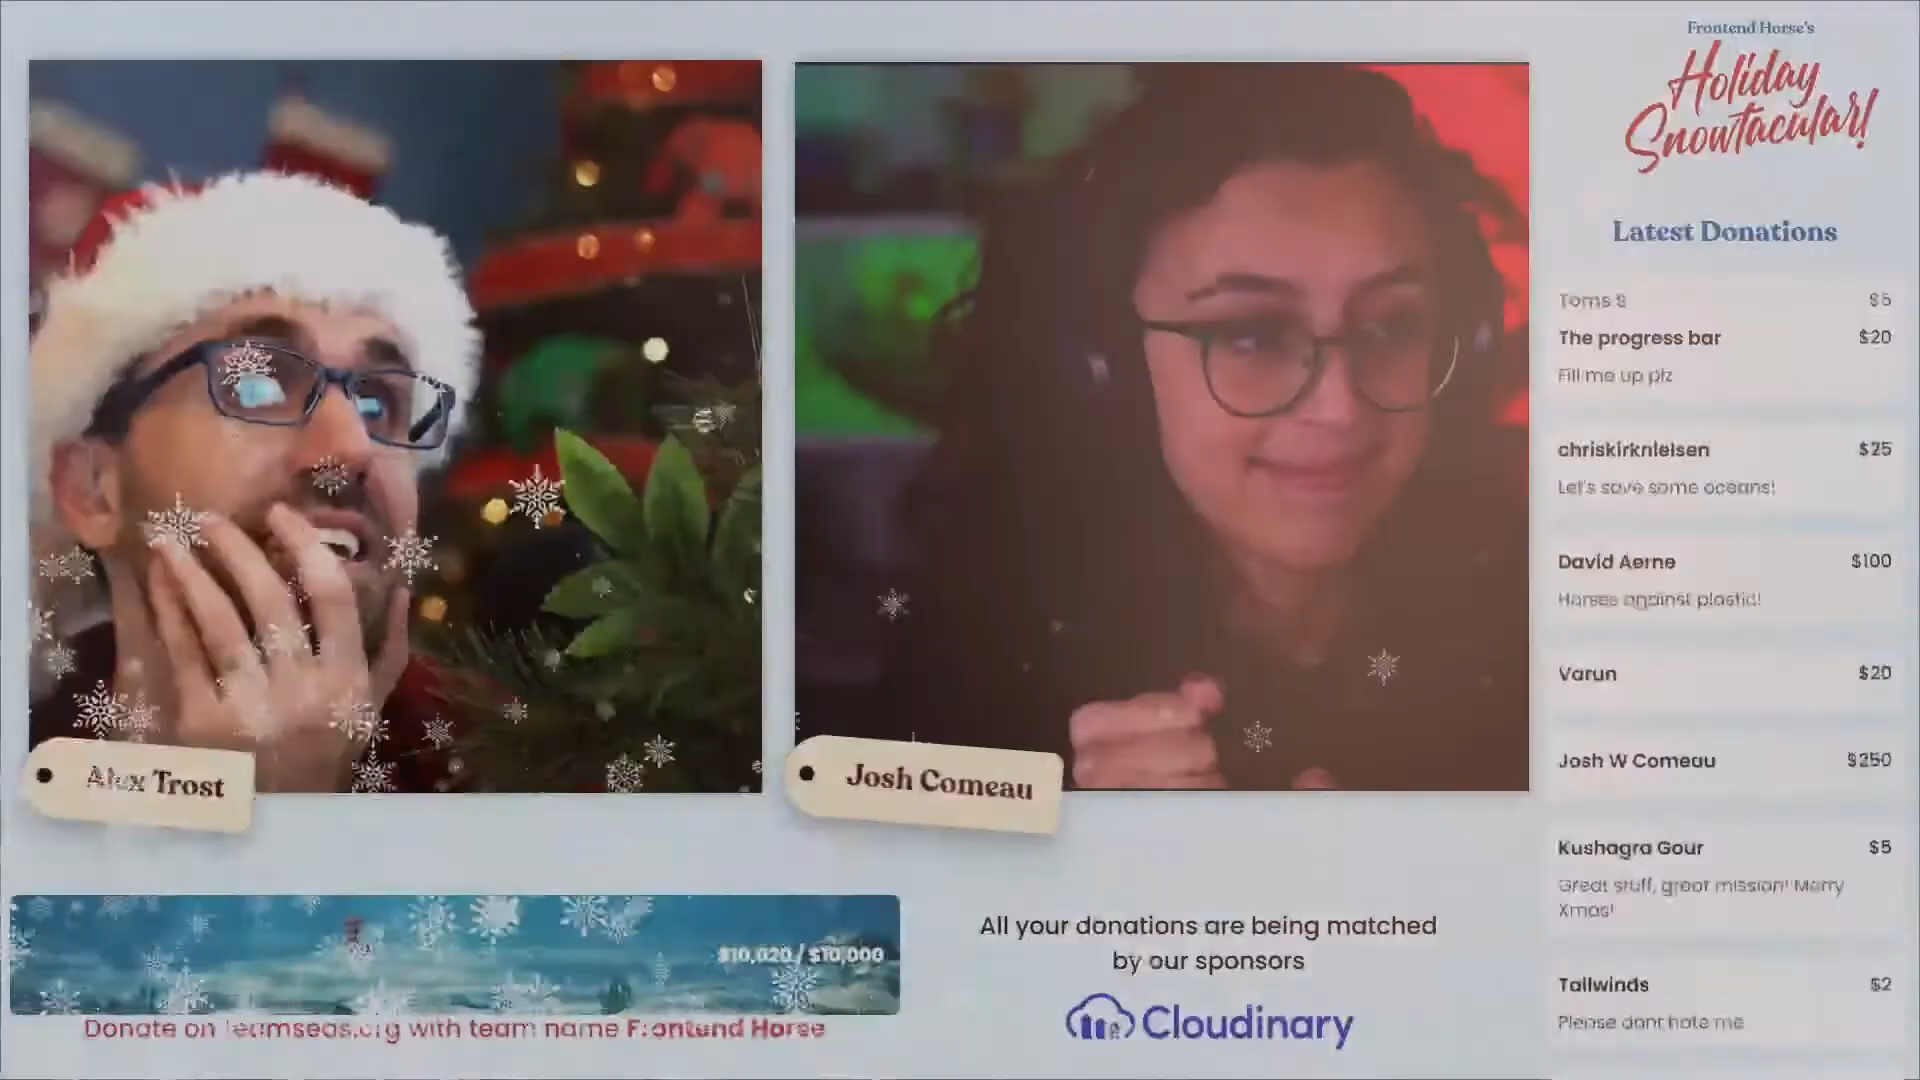 Frontend Horse's
Holiday
Snowtacular!
Latest Donations
Toms S $5
The progress bar $20
Fill me up plz
chriskirknielsen $25
Let's save some oceans!
David Aerne $100
Horses against plastic!
Varun $20
Josh W Comeau $250
Kushagra Gour $5
Great stuff, great mission! Merry
Xmas!
Tailwinds $2
Please dont hate me
Alex Trost
Josh Comeau
$10,020 / $10,000
Donate on teamseas.org with team name Frontend Horse
All your donations are being matched
by our sponsors
Cloudinary